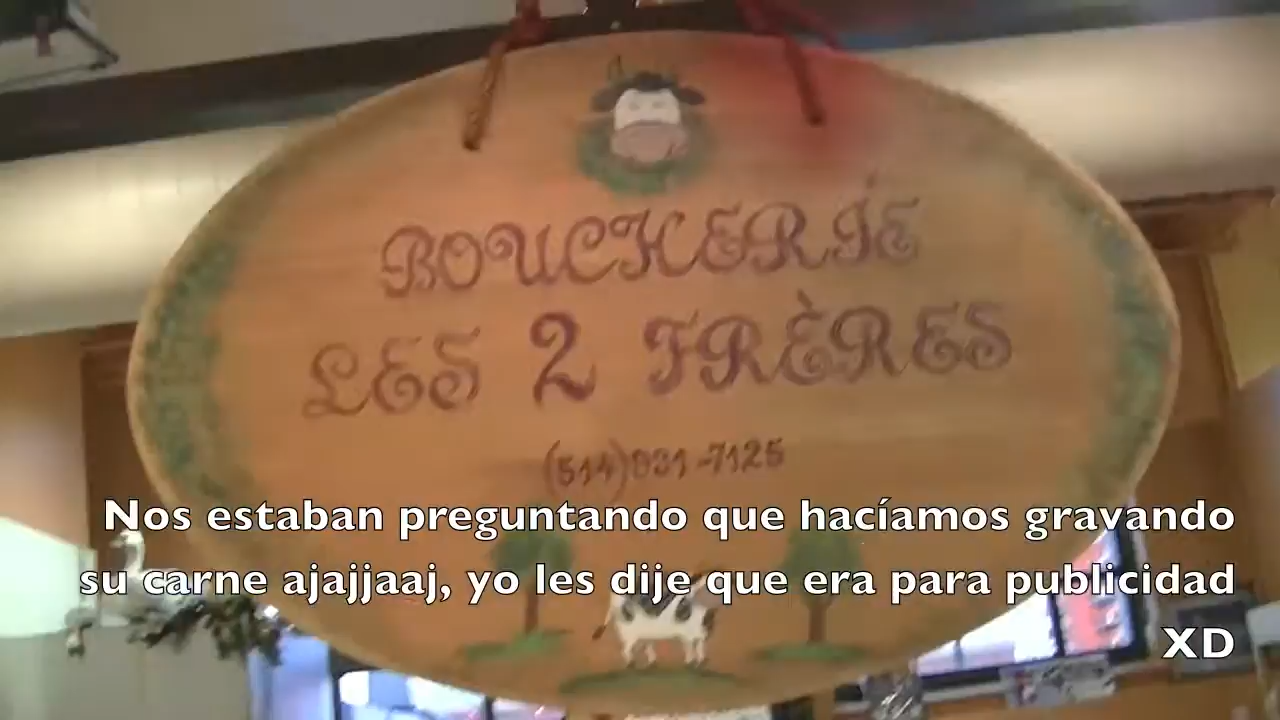 BOUCHERIE
LES 2 FRÈRES
(514)931-7125
Nos estaban preguntando que hacíamos gravando
su carne ajajjaaj, yo les dije que era para publicidad
XD